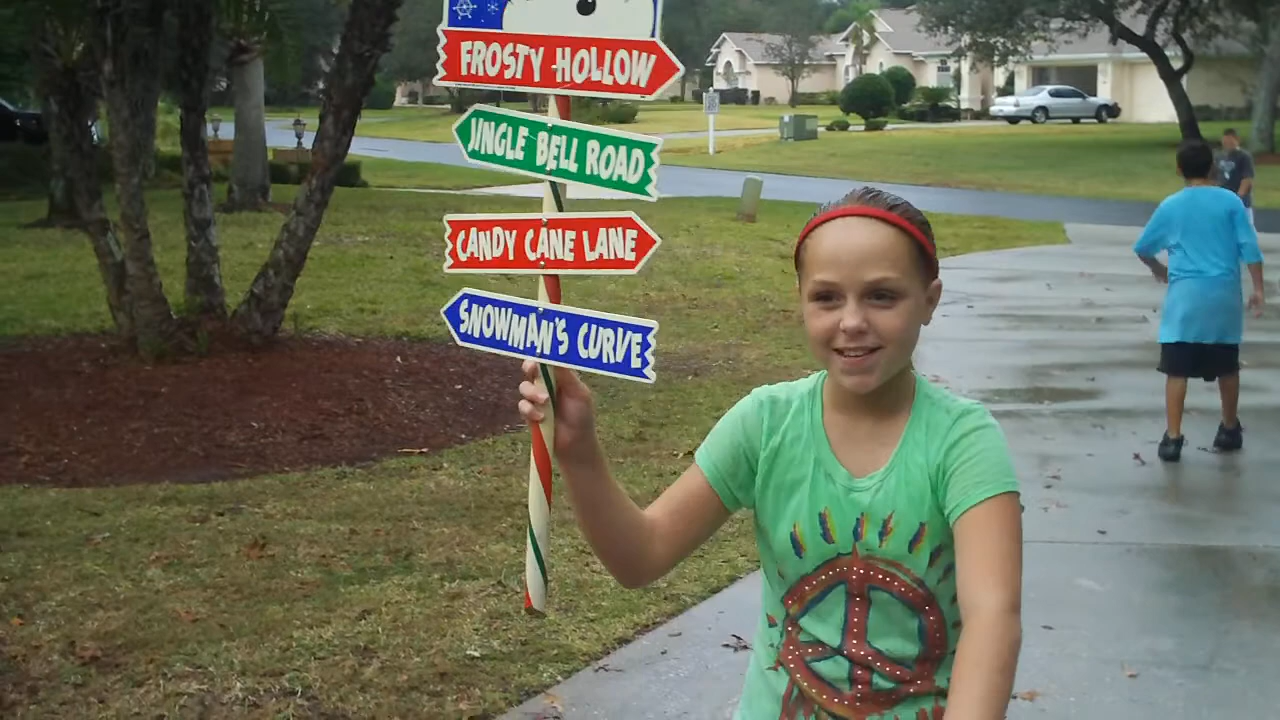 FROSTY HOLLOW
JINGLE BELL ROAD
CANDY CANE LANE
SNOWMAN'S CURVE